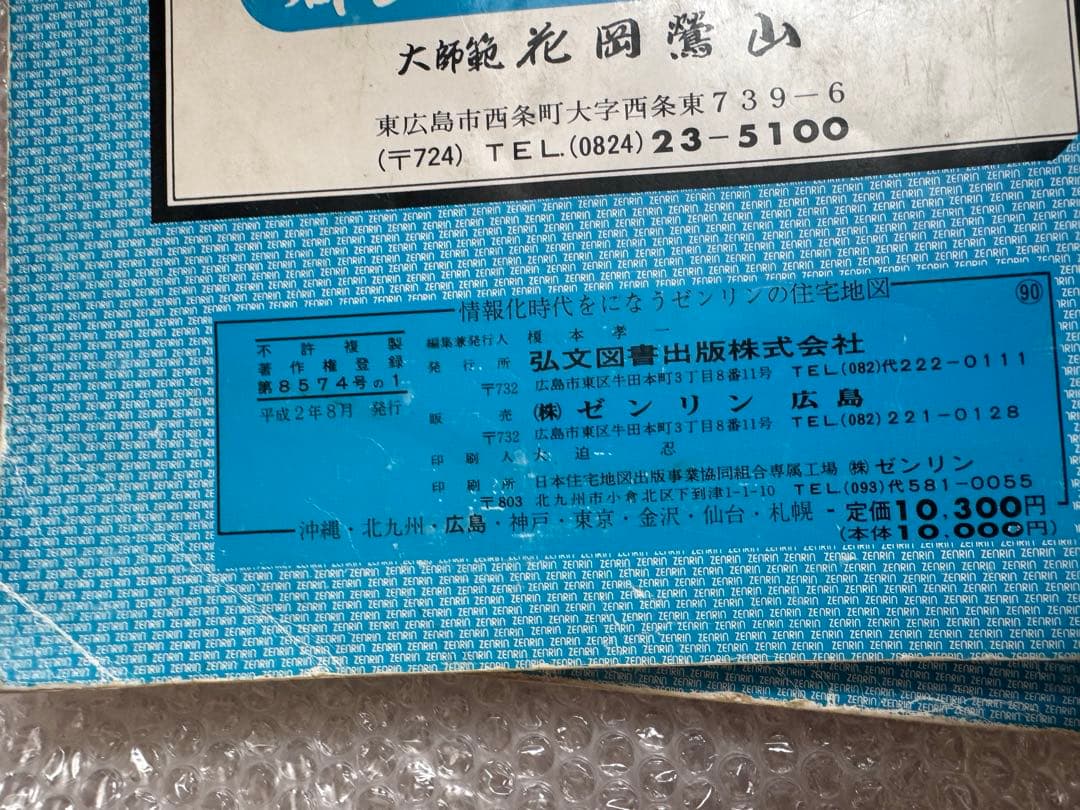 大師範 花岡鶯山
東広島市西条町大字西条東739-6
(〒724) TEL.(0824)23-5100
情報化時代をになうゼンリンの住宅地図
90
不許複製
著作権登録
第8574号の1
平成2年8月 発行
編集兼発行人 榎本孝一
発行所 弘文図書出版株式会社
〒732 広島市東区牛田本町3丁目8番11号 TEL(082)代222-0111
販売 (株)ゼンリン 広島
〒732 広島市東区牛田本町3丁目8番11号 TEL.(082)221-0128
印刷人 大迫忍
印刷所 日本住宅地図出版事業協同組合専属工場 (株)ゼンリン
〒803 北九州市小倉北区下到津1-1-10 TEL.(093)代581-0055
沖縄・北九州・広島・神戸・東京・金沢・仙台・札幌 - 定価10,300円
(本体10,000円)